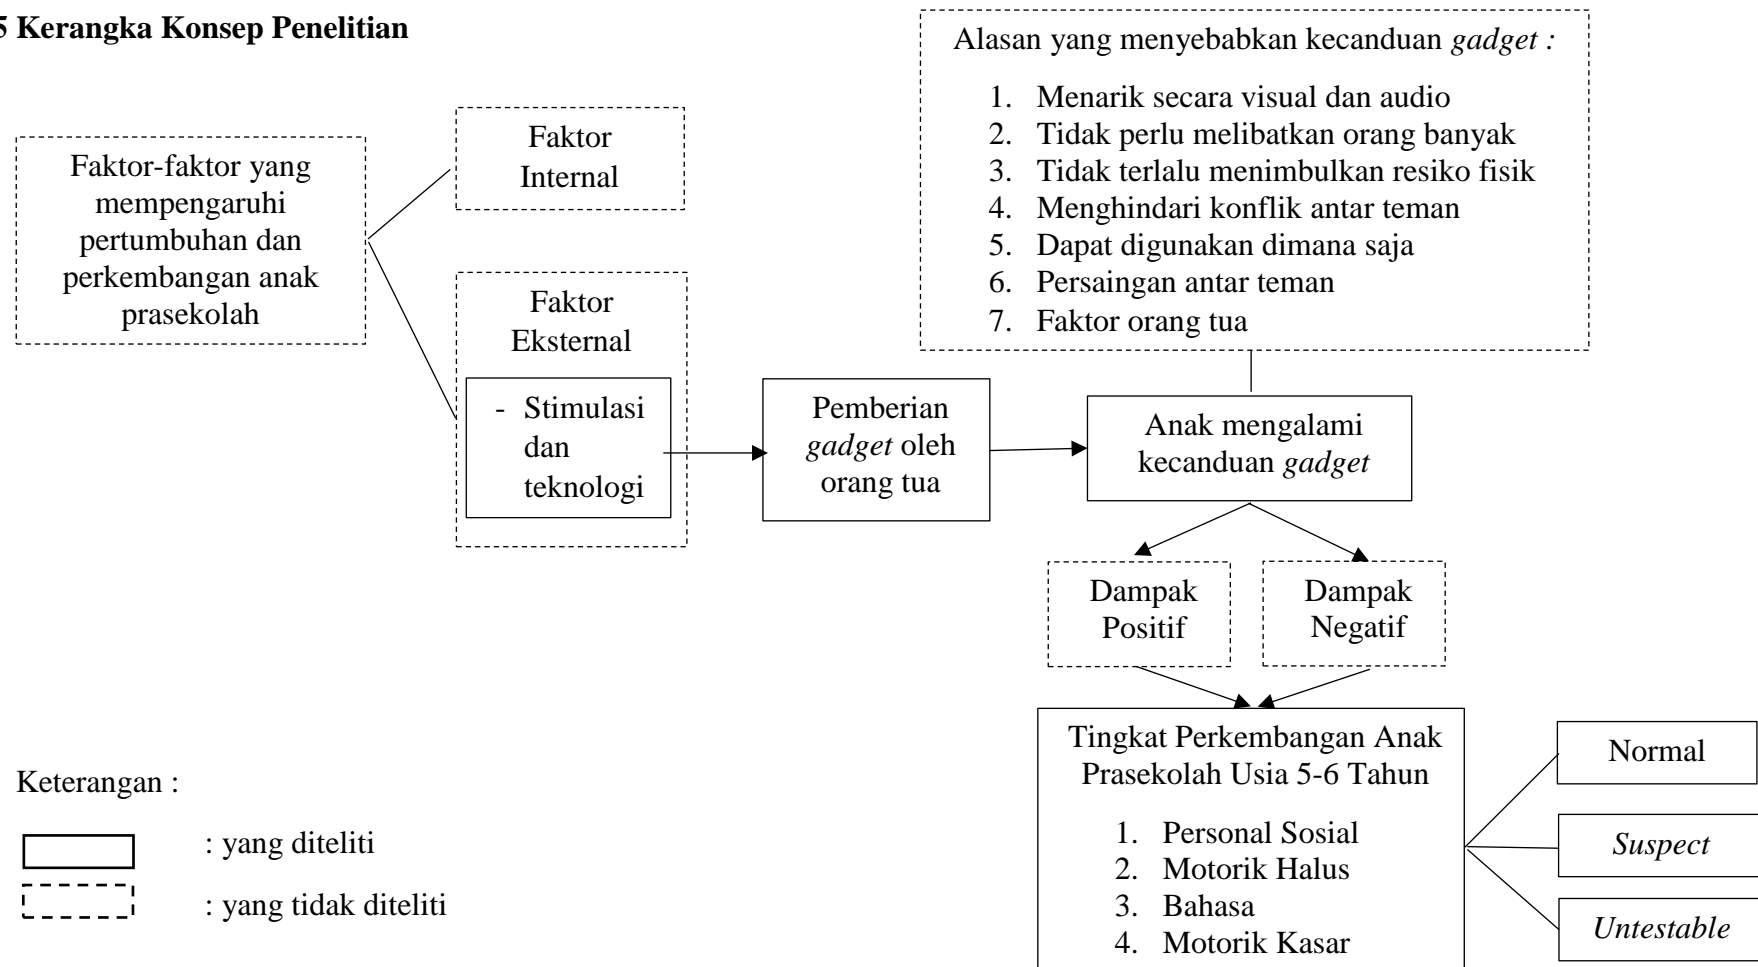 5 Kerangka Konsep Penelitian
Alasan yang menyebabkan kecanduan gadget :
1. Menarik secara visual dan audio
2. Tidak perlu melibatkan orang banyak
3. Tidak terlalu menimbulkan resiko fisik
4. Menghindari konflik antar teman
5. Dapat digunakan dimana saja
6. Persaingan antar teman
7. Faktor orang tua
Faktor-faktor yang
mempengaruhi
pertumbuhan dan
perkembangan anak
prasekolah
Faktor
Internal
Faktor
Eksternal
- Stimulasi
dan
teknologi
Pemberian
gadget oleh
orang tua
Anak mengalami
kecanduan gadget
Dampak
Positif
Dampak
Negatif
Tingkat Perkembangan Anak
Prasekolah Usia 5-6 Tahun
1. Personal Sosial
2. Motorik Halus
3. Bahasa
4. Motorik Kasar
Normal
Suspect
Untestable
Keterangan :
: yang diteliti
: yang tidak diteliti